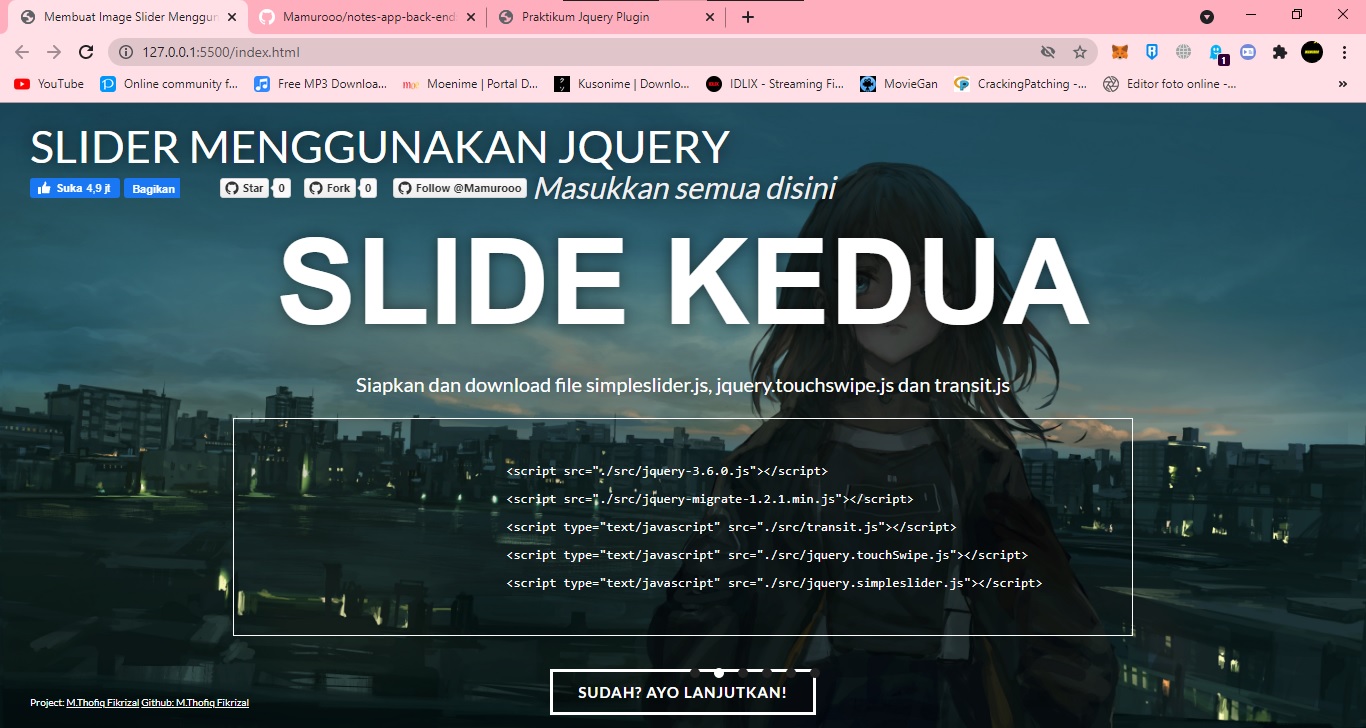 Membuat Image Slider Menggun
Mamurooo/notes-app-back-end
Praktikum Jquery Plugin
127.0.0.1:5500/index.html
1
YouTube
Online community f...
Free MP3 Downloa...
Moenime | Portal D...
Kusonime | Downlo...
IDLIX - Streaming Fi...
MovieGan
CrackingPatching -...
Editor foto online -...
»
SLIDER MENGGUNAKAN JQUERY
Suka 4,9 jt
Bagikan
Star 0
Fork 0
Follow @Mamurooo
Masukkan semua disini
SLIDE KEDUA
Siapkan dan download file simpleslider.js, jquery.touchswipe.js dan transit.js
<script src="./src/jquery-3.6.0.js"></script>
<script src="./src/jquery-migrate-1.2.1.min.js"></script>
<script type="text/javascript" src="./src/transit.js"></script>
<script type="text/javascript" src="./src/jquery.touchSwipe.js"></script>
<script type="text/javascript" src="./src/jquery.simpleslider.js"></script>
SUDAH? AYO LANJUTKAN!
Project: M.Thofiq Fikrizal Github: M.Thofiq Fikrizal